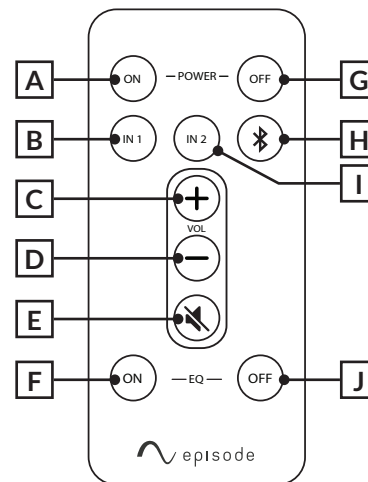 A ON — POWER — OFF G
B IN 1 IN 2 H
I
C +
VOL
D −
E
F ON — EQ — OFF J
episode